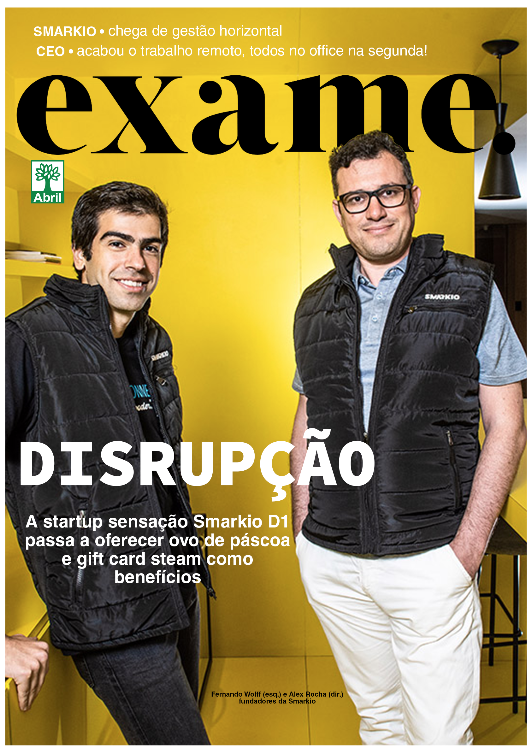 SMARKIO • chega de gestão horizontal
CEO • acabou o trabalho remoto, todos no office na segunda!
exame.
Abril
SMARKIO
SMARKIO
DISRUPÇÃO
A startup sensação Smarkio D1
passa a oferecer ovo de páscoa
e gift card steam como
benefícios
Fernando Wolff (esq.) e Alex Rocha (dir.)
fundadores da Smarkio